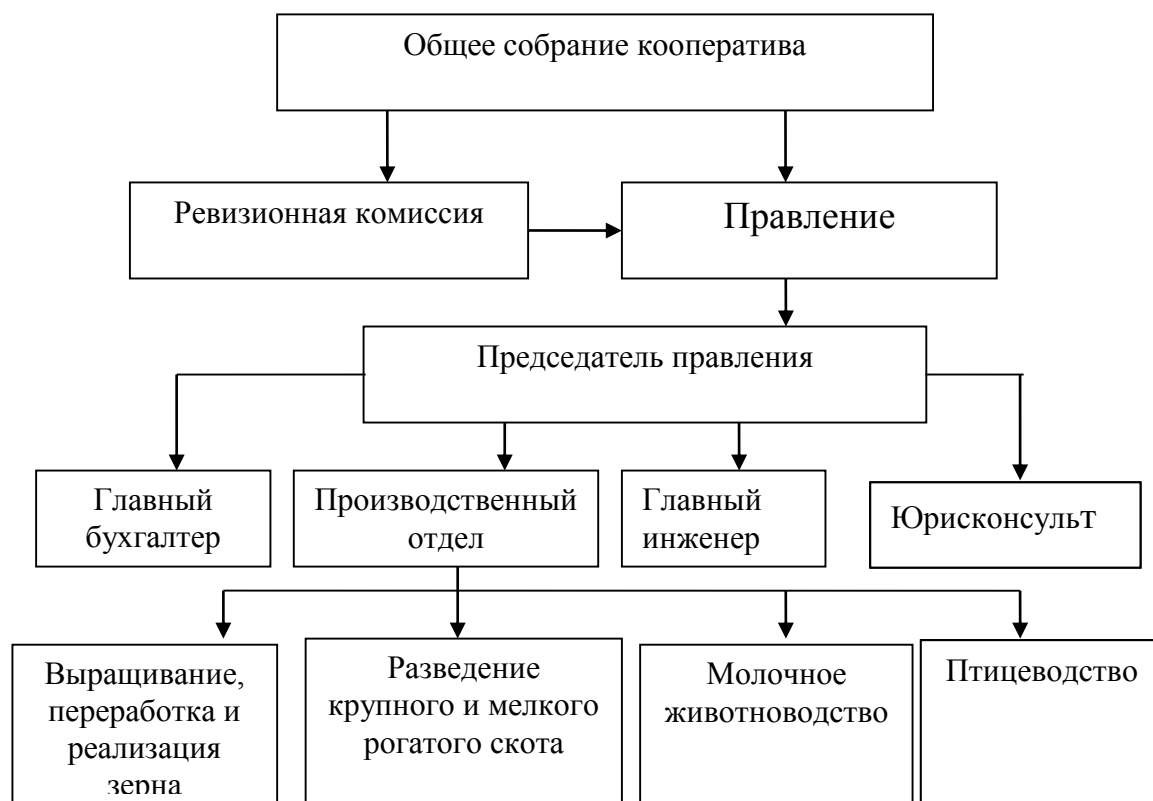 Общее собрание кооператива
Ревизионная комиссия
Правление
Председатель правления
Главный
бухгалтер
Производственный
отдел
Главный
инженер
Юрисконсульт
Выращивание,
переработка и
реализация
зерна
Разведение
крупного и мелкого
рогатого скота
Молочное
животноводство
Птицеводство